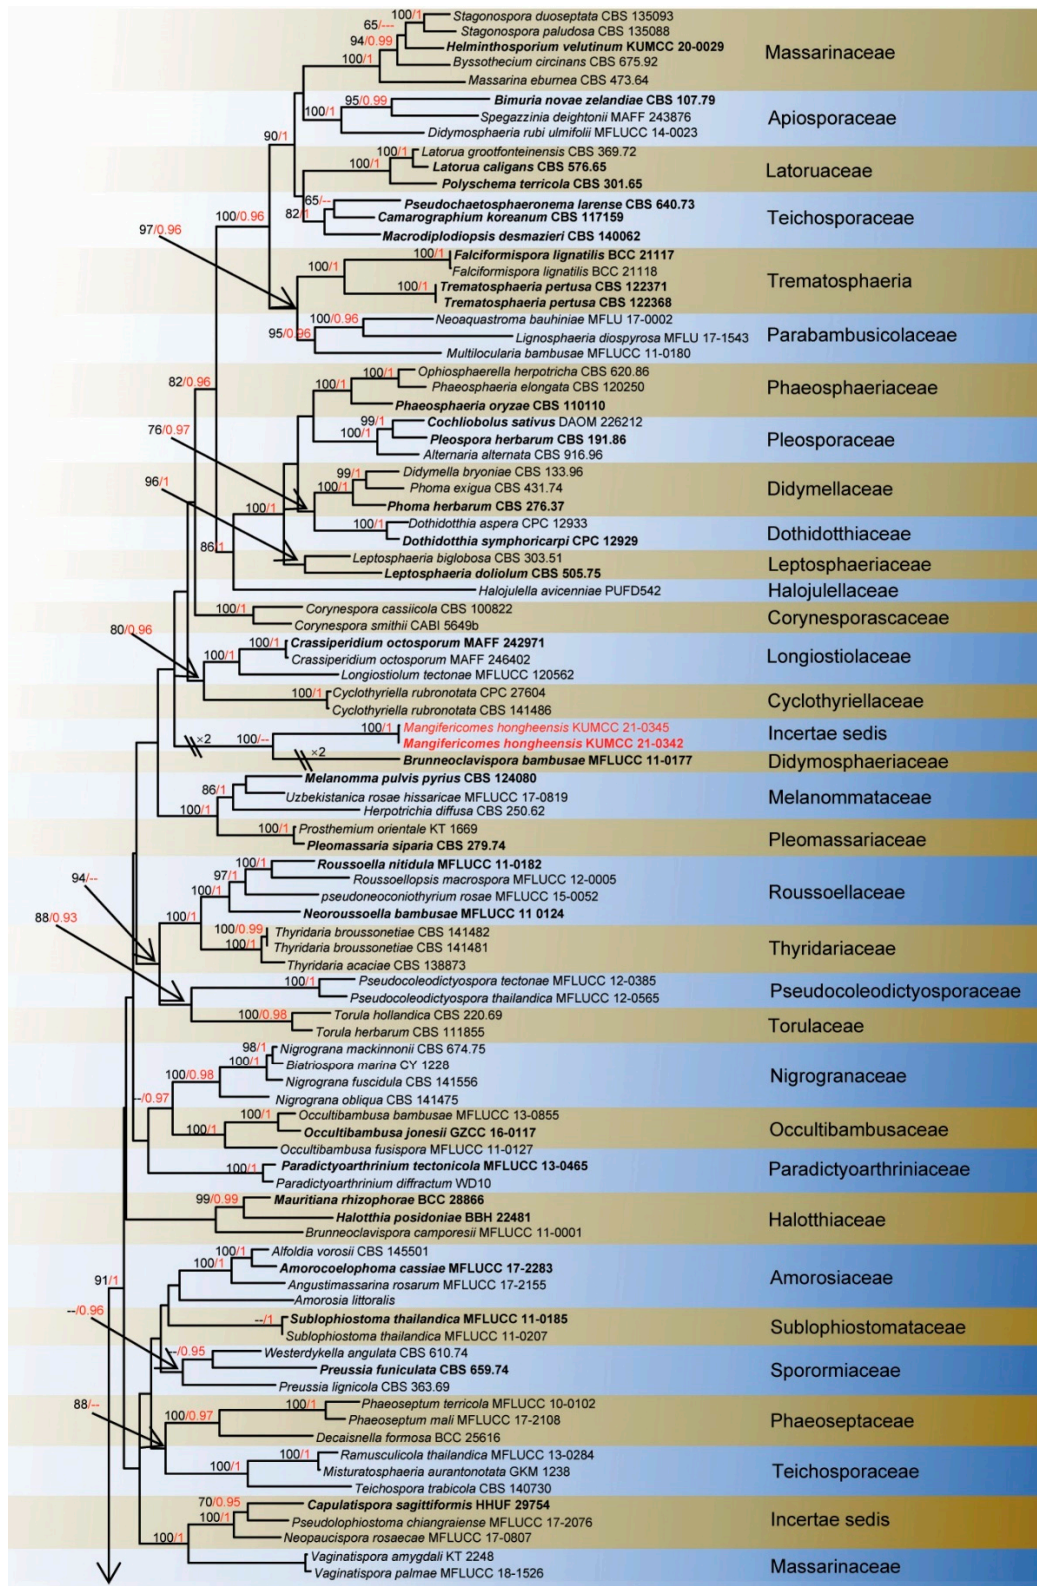 100/1 Stagonospora duoseptata CBS 135093
65/--- Stagonospora paludosa CBS 135088
94/0.99 Helminthosporium velutinum KUMCC 20-0029
Massarinaceae
100/1 Byssothecium circinans CBS 675.92
Massarina eburnea CBS 473.64
95/0.99 Bimuria novae zelandiae CBS 107.79
100/1 Spegazzinia deightonii MAFF 243876
Apiosporaceae
Didymosphaeria rubi ulmifolii MFLUCC 14-0023
90/1
100/1 Latorua grootfonteinensis CBS 369.72
100/1 Latorua caligans CBS 576.65
Latoruaceae
Polyschema terricola CBS 301.65
65/-- Pseudochaetosphaeronema larense CBS 640.73
82/1 Camarographium koreanum CBS 117159
Teichosporaceae
100/0.96
Macrodiplodiopsis desmazieri CBS 140062
97/0.96
100/1 Falciformispora lignatilis BCC 21117
100/1 Falciformispora lignatilis BCC 21118
Trematosphaeria
100/1 Trematosphaeria pertusa CBS 122371
Trematosphaeria pertusa CBS 122368
100/0.96 Neoaquastroma bauhiniae MFLU 17-0002
95/0.96 Lignosphaeria diospyrosa MFLU 17-1543
Parabambusicolaceae
Multilocularia bambusae MFLUCC 11-0180
100/1 Ophiosphaerella herpotricha CBS 620.86
82/0.96
100/1 Phaeosphaeria elongata CBS 120250
Phaeosphaeriaceae
Phaeosphaeria oryzae CBS 110110
99/1 Cochliobolus sativus DAOM 226212
76/0.97
100/1 Pleospora herbarum CBS 191.86
Pleosporaceae
Alternaria alternata CBS 916.96
99/1 Didymella bryoniae CBS 133.96
96/1
100/1 Phoma exigua CBS 431.74
Didymellaceae
Phoma herbarum CBS 276.37
100/1
100/1 Dothidotthia aspera CPC 12933
Dothidotthiaceae
Dothidotthia symphoricarpi CPC 12929
86/1
Leptosphaeria biglobosa CBS 303.51
Leptosphaeriaceae
Leptosphaeria doliolum CBS 505.75
Halojulella avicenniae PUFD542
Halojulellaceae
100/1 Corynespora cassiicola CBS 100822
Corynesporascaceae
Corynespora smithii CABI 5649b
80/0.96
100/1 Crassiperidium octosporum MAFF 242971
100/1 Crassiperidium octosporum MAFF 246402
Longiostiolaceae
Longiostiolum tectonae MFLUCC 120562
100/1 Cyclothyriella rubronotata CPC 27604
Cyclothyriellaceae
Cyclothyriella rubronotata CBS 141486
100/1 Mangifericomes hongheensis KUMCC 21-0345
Incertae sedis
×2 100/-- Mangifericomes hongheensis KUMCC 21-0342
×2 Brunneoclavispora bambusae MFLUCC 11-0177
Didymosphaeriaceae
Melanomma pulvis pyrius CBS 124080
86/1 Uzbekistanica rosae hissaricae MFLUCC 17-0819
Melanommataceae
100/1 Herpotrichia diffusa CBS 250.62
100/1 Prosthemium orientale KT 1669
Pleomassariaceae
Pleomassaria siparia CBS 279.74
100/1 Roussoella nitidula MFLUCC 11-0182
97/1 Roussoellopsis macrospora MFLUCC 12-0005
94/--
100/1 pseudoneoconiothyrium rosae MFLUCC 15-0052
Roussoellaceae
Neoroussoella bambusae MFLUCC 11 0124
88/0.93
100/1
100/0.99 Thyridaria broussonetiae CBS 141482
100/1 Thyridaria broussonetiae CBS 141481
Thyridariaceae
Thyridaria acaciae CBS 138873
100/1 Pseudocoleodictyospora tectonae MFLUCC 12-0385
Pseudocoleodictyosporaceae
Pseudocoleodictyospora thailandica MFLUCC 12-0565
100/0.98 Torula hollandica CBS 220.69
Torulaceae
Torula herbarum CBS 111855
98/1 Nigrograna mackinnonii CBS 674.75
100/1 Biatriospora marina CY 1228
Nigrogranaceae
100/0.98 Nigrograna fuscidula CBS 141556
--/0.97 Nigrograna obliqua CBS 141475
100/1 Occultibambusa bambusae MFLUCC 13-0855
100/1 Occultibambusa jonesii GZCC 16-0117
Occultibambusaceae
Occultibambusa fusispora MFLUCC 11-0127
100/1 Paradictyoarthrinium tectonicola MFLUCC 13-0465
Paradictyoarthriniaceae
Paradictyoarthrinium diffractum WD10
99/0.99 Mauritiana rhizophorae BCC 28866
Halotthia posidoniae BBH 22481
Halotthiaceae
Brunneoclavispora camporesii MFLUCC 11-0001
100/1 Alfoldia vorosii CBS 145501
100/1 Amorocoelophoma cassiae MFLUCC 17-2283
Amorosiaceae
91/1 Angustimassarina rosarum MFLUCC 17-2155
Amorosia littoralis
--/0.96
--/1 Sublophiostoma thailandica MFLUCC 11-0185
Sublophiostomataceae
Sublophiostoma thailandica MFLUCC 11-0207
--/0.95 Westerdykella angulata CBS 610.74
Preussia funiculata CBS 659.74
Sporormiaceae
Preussia lignicola CBS 363.69
88/--
100/1 Phaeoseptum terricola MFLUCC 10-0102
100/0.97 Phaeoseptum mali MFLUCC 17-2108
Phaeoseptaceae
Decaisnella formosa BCC 25616
100/1 Ramusculicola thailandica MFLUCC 13-0284
100/1 Misturatosphaeria aurantonotata GKM 1238
Teichosporaceae
Teichospora trabicola CBS 140730
70/0.95 Capulatispora sagittiformis HHUF 29754
100/1 Pseudolophiostoma chiangraiense MFLUCC 17-2076
Incertae sedis
100/1 Neopaucispora rosaecae MFLUCC 17-0807
Vaginatispora amygdali KT 2248
Massarinaceae
Vaginatispora palmae MFLUCC 18-1526